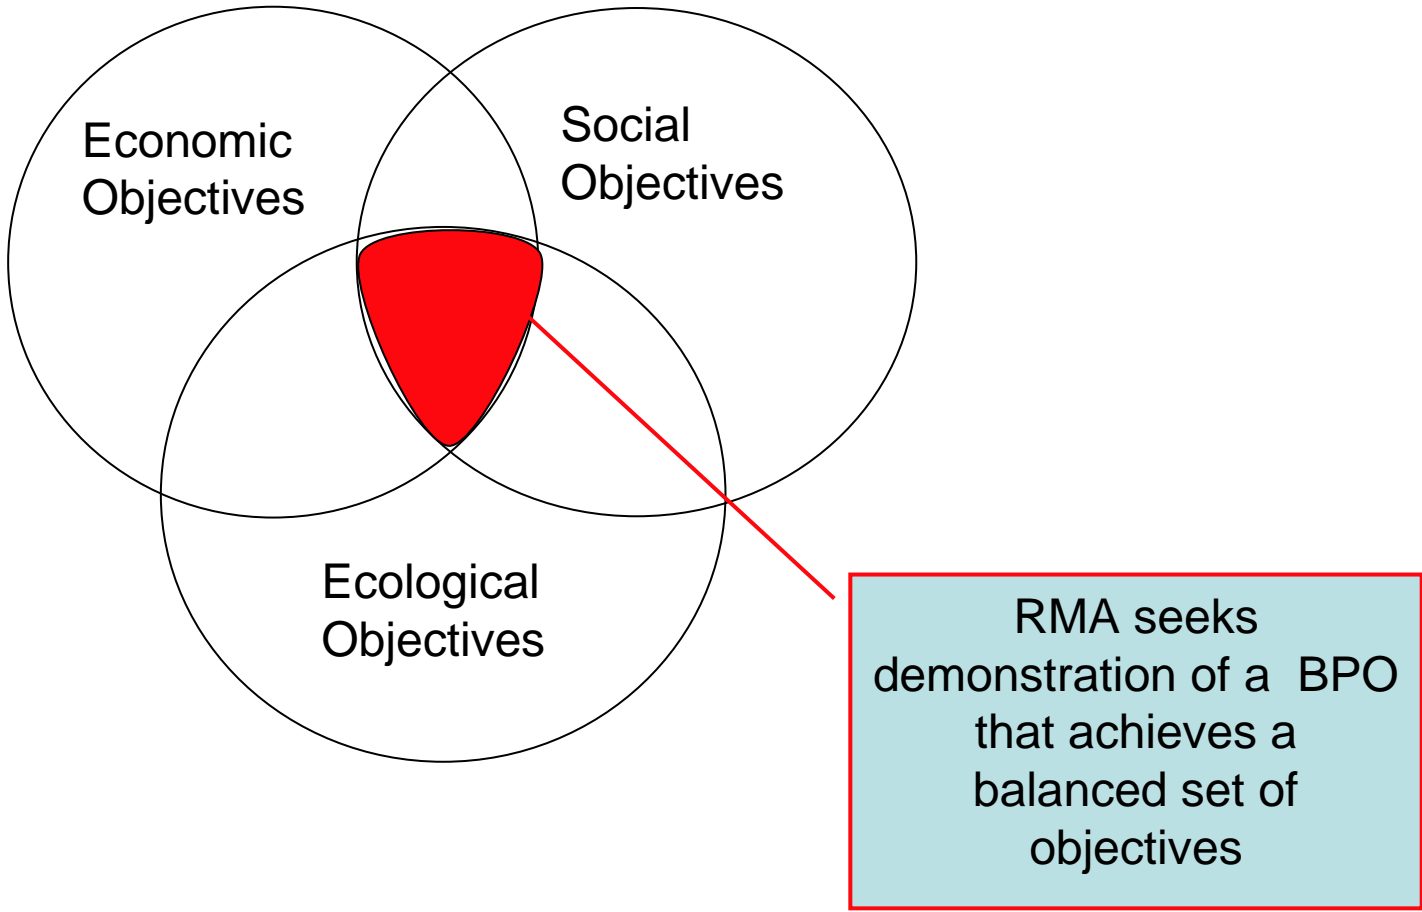 Economic
Objectives
Social
Objectives
Ecological
Objectives
RMA seeks
demonstration of a  BPO
that achieves a
balanced set of
objectives